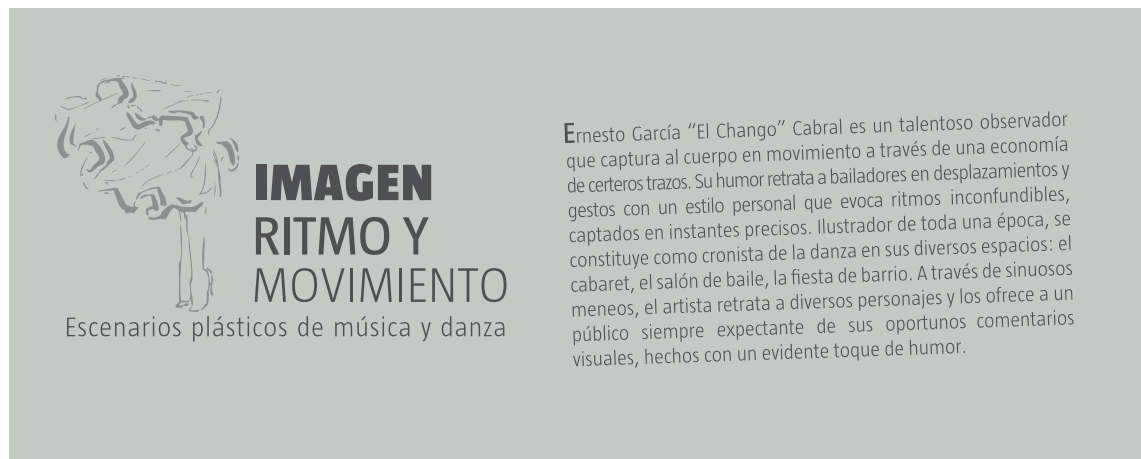 IMAGEN
RITMO Y
MOVIMIENTO
Escenarios plásticos de música y danza
Ernesto García “El Chango” Cabral es un talentoso observador
que captura al cuerpo en movimiento a través de una economía
de certeros trazos. Su humor retrata a bailadores en desplazamientos y
gestos con un estilo personal que evoca ritmos inconfundibles,
captados en instantes precisos. Ilustrador de toda una época, se
constituye como cronista de la danza en sus diversos espacios: el
cabaret, el salón de baile, la fiesta de barrio. A través de sinuosos
meneos, el artista retrata a diversos personajes y los ofrece a un
público siempre expectante de sus oportunos comentarios
visuales, hechos con un evidente toque de humor.